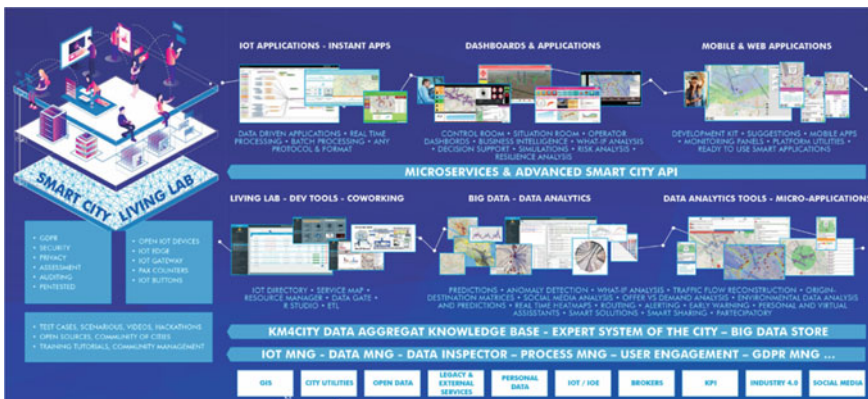 IOT APPLICATIONS - INSTANT APPS
DATA DRIVEN APPLICATIONS • REAL TIME
PROCESSING • BATCH PROCESSING • ANY
PROTOCOL & FORMAT
DASHBOARDS & APPLICATIONS
CONTROL ROOM • SITUATION ROOM • OPERATOR
DASHBORDS • BUSINESS INTELLIGENCE • WHAT-IF ANALYSIS
• DECISION SUPPORT • SIMULATIONS • RISK ANALYSIS •
RESILIENCE ANALYSIS
MOBILE & WEB APPLICATIONS
DEVELOPMENT KIT • SUGGESTIONS • MOBILE APPS
• MONITORING PANELS • PLATFORM UTILITIES •
READY TO USE SMART APPLICATIONS
MICROSERVICES & ADVANCED SMART CITY API
SMART CITY
LIVING LAB
• GDPR
• SECURITY
• PRIVACY
• ASSESSMENT
• AUDITING
• PENTESTED
• OPEN IOT DEVICES
• IOT EDGE
• IOT GATEWAY
• PAX COUNTERS
• IOT BUTTONS
• TEST CASES, SCENARIOUS, VIDEOS, HACKATHONS
• OPEN SOURCES, COMMUNITY OF CITIES
• TRAINING TUTORIALS, COMMUNITY MANAGEMENT
LIVING LAB - DEV TOOLS - COWORKING
IOT DIRECTORY • SERVICE MAP •
RESOURCE MANAGER • DATA GATE •
R STUDIO • ETL
BIG DATA - DATA ANALYTICS
DATA ANALYTICS TOOLS - MICRO-APPLICATIONS
PREDICTIONS • ANOMALY DETECTION • WHAT-IF ANALYSIS • TRAFFIC FLOW RECONSTRUCTION • ORIGIN-
DESTINATION MATRICES • SOCIAL MEDIA ANALYSIS • OFFER VS DEMAND ANALYSIS • ENVIRONMENTAL DATA ANALYSIS
AND PREDICTIONS • REAL TIME HEATMAPS • ROUTING • ALERTING • EARLY WARNING • PERSONAL AND VIRTUAL
ASSISTANTS • SMART SOLUTIONS • SMART SHARING • PARTECIPATORY
KM4CITY DATA AGGREGAT KNOWLEDGE BASE - EXPERT SYSTEM OF THE CITY – BIG DATA STORE
IOT MNG - DATA MNG – DATA INSPECTOR – PROCESS MNG – USER ENGAGEMENT – GDPR MNG ...
GIS
CITY UTILITIES
OPEN DATA
LEGACY &
EXTERNAL
SERVICES
PERSONAL
DATA
IOT / IOE
BROKERS
KPI
INDUSTRY 4.0
SOCIAL MEDIA